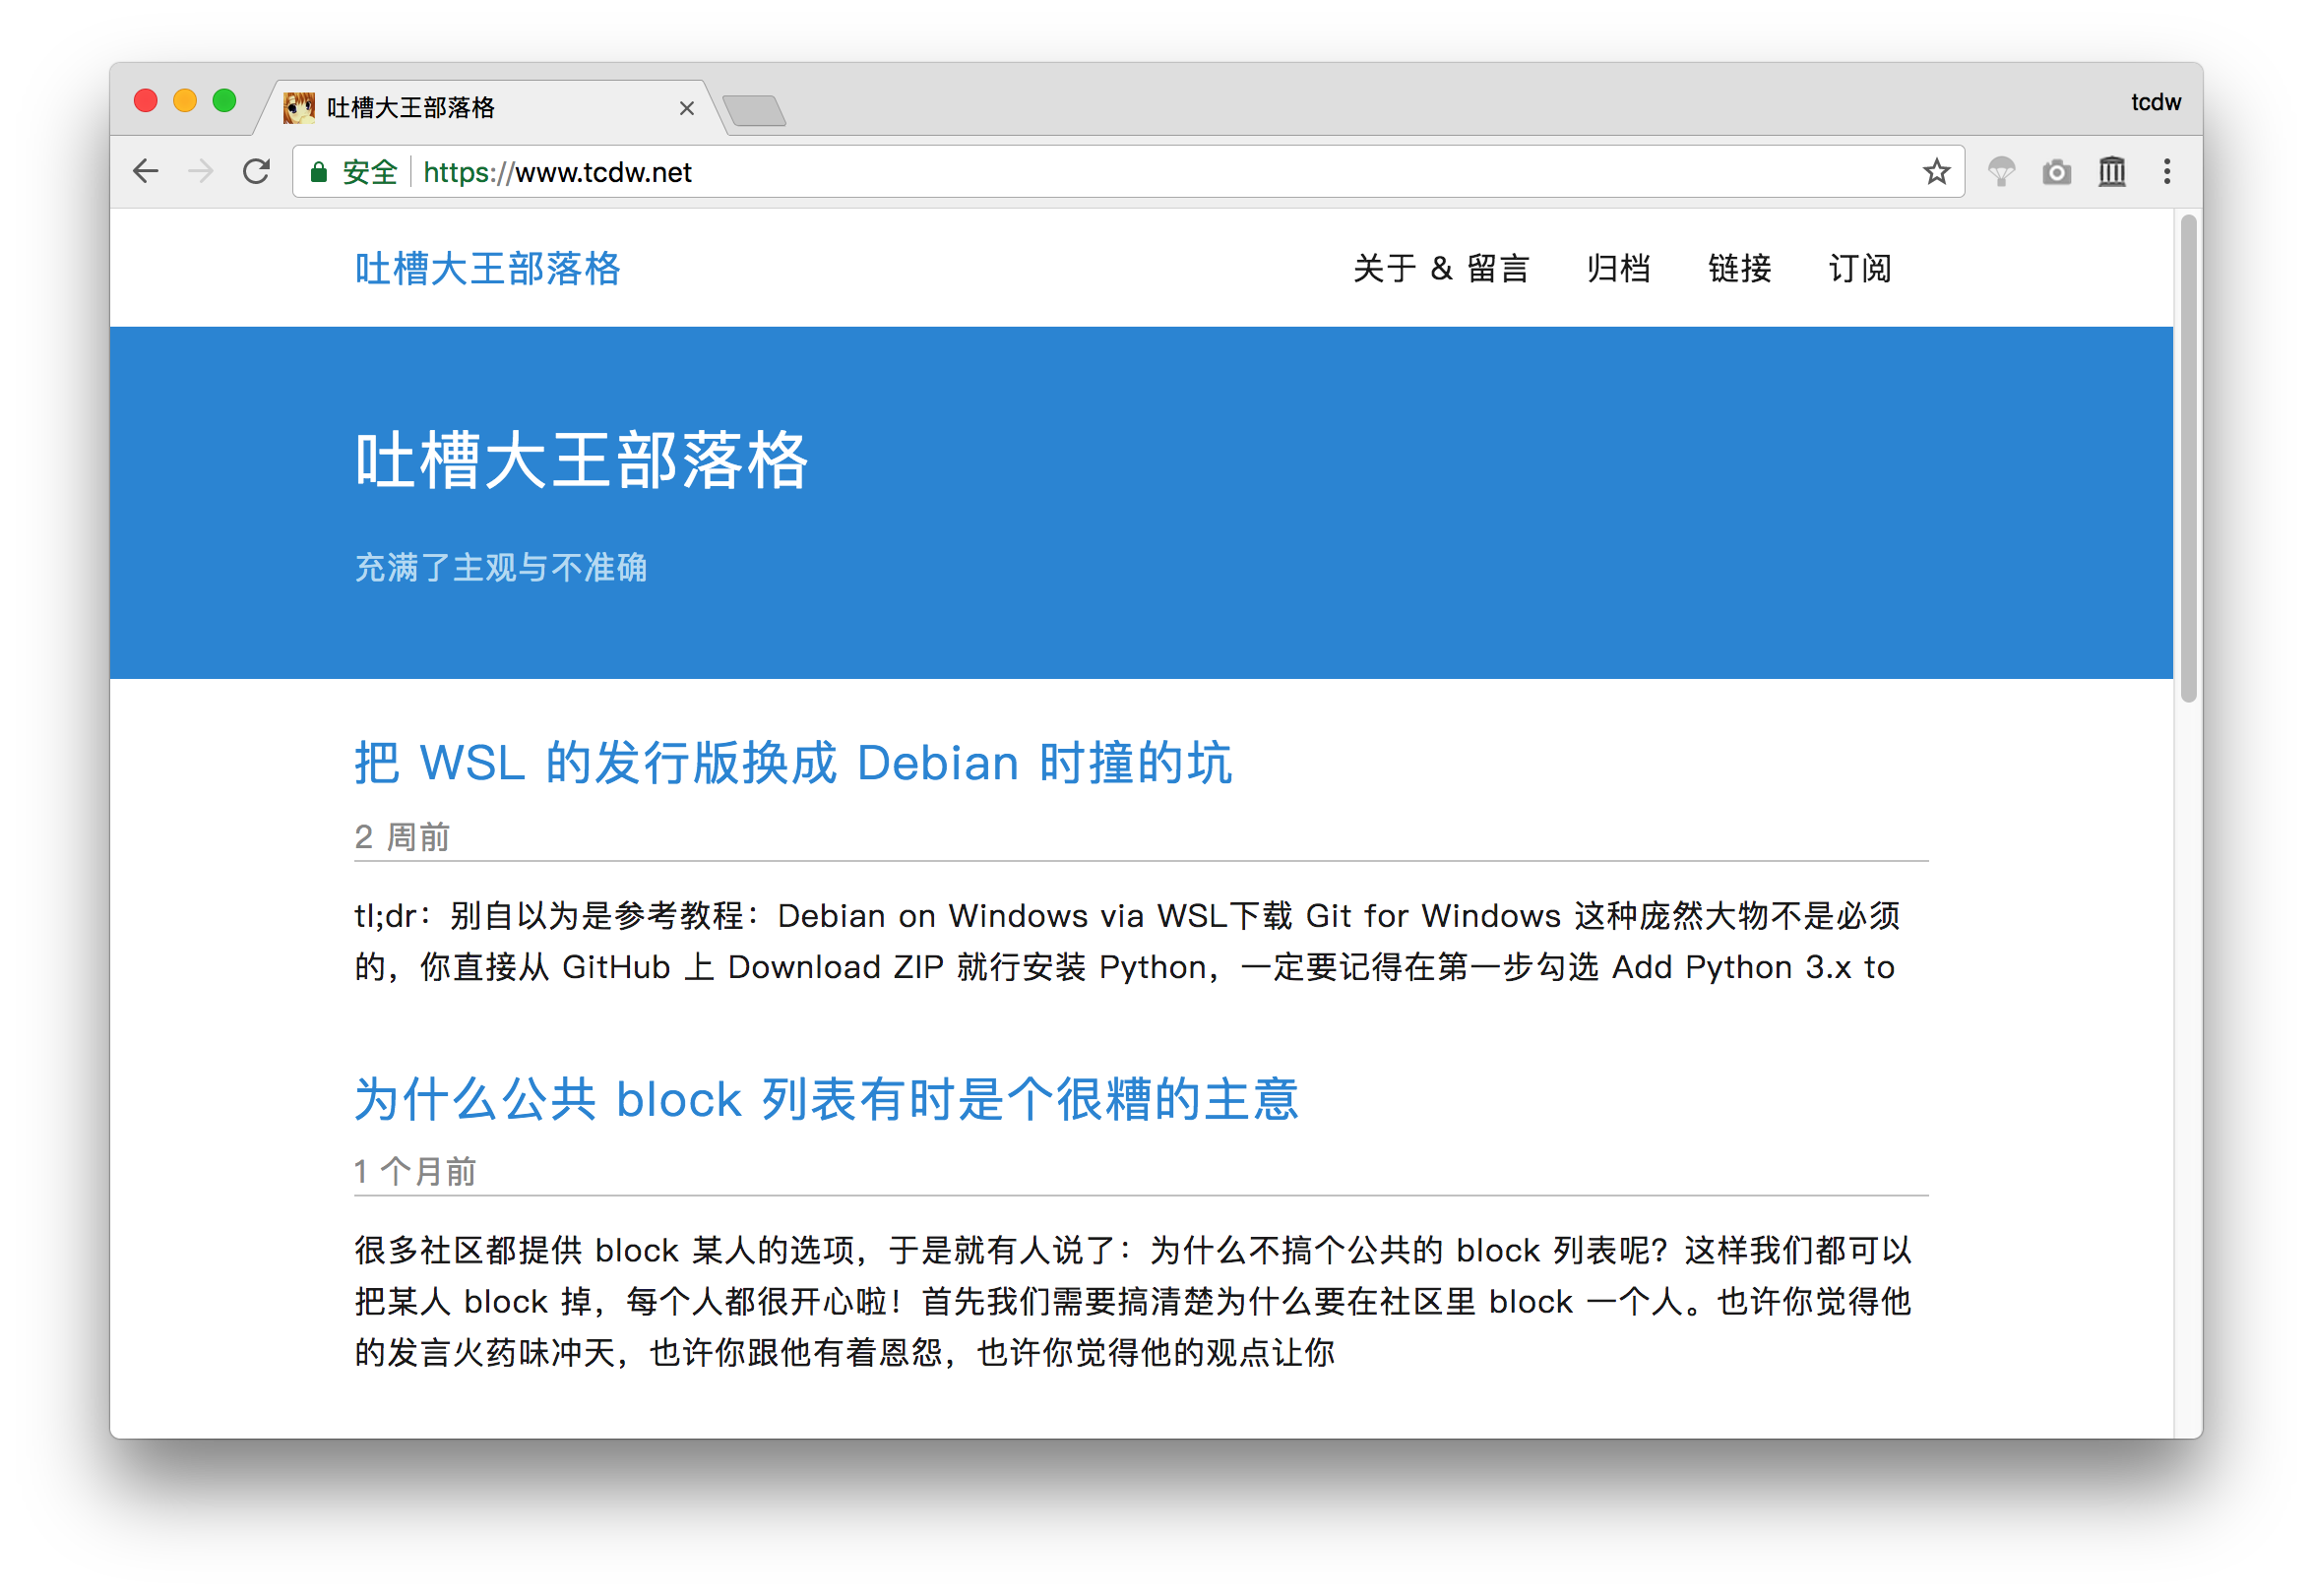 吐槽大王部落格
tcdw
安全 https://www.tcdw.net
吐槽大王部落格
关于 & 留言 归档 链接 订阅
吐槽大王部落格
充满了主观与不准确
把 WSL 的发行版换成 Debian 时撞的坑
2 周前
tl;dr：别自以为是参考教程：Debian on Windows via WSL下载 Git for Windows 这种庞然大物不是必须
的，你直接从 GitHub 上 Download ZIP 就行安装 Python，一定要记得在第一步勾选 Add Python 3.x to
为什么公共 block 列表有时是个很糟的主意
1 个月前
很多社区都提供 block 某人的选项，于是就有人说了：为什么不搞个公共的 block 列表呢？这样我们都可以
把某人 block 掉，每个人都很开心啦！首先我们需要搞清楚为什么要在社区里 block 一个人。也许你觉得他
的发言火药味冲天，也许你跟他有着恩怨，也许你觉得他的观点让你